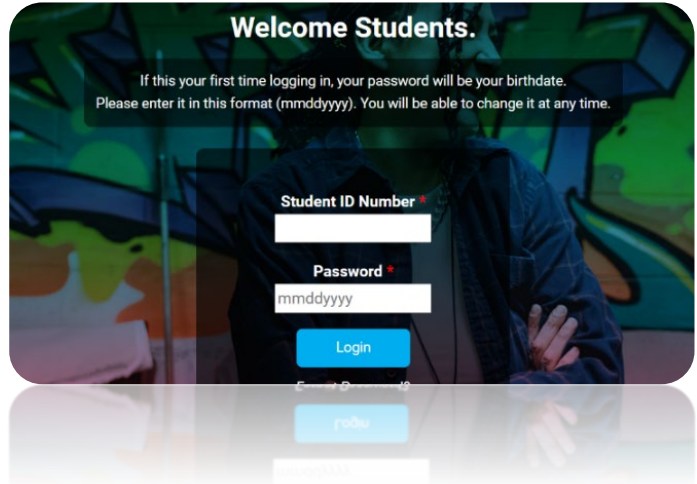 Welcome Students.
If this your first time logging in, your password will be your birthdate.
Please enter it in this format (mmddyyyy). You will be able to change it at any time.
Student ID Number *
Password *
mmddyyyy
Login